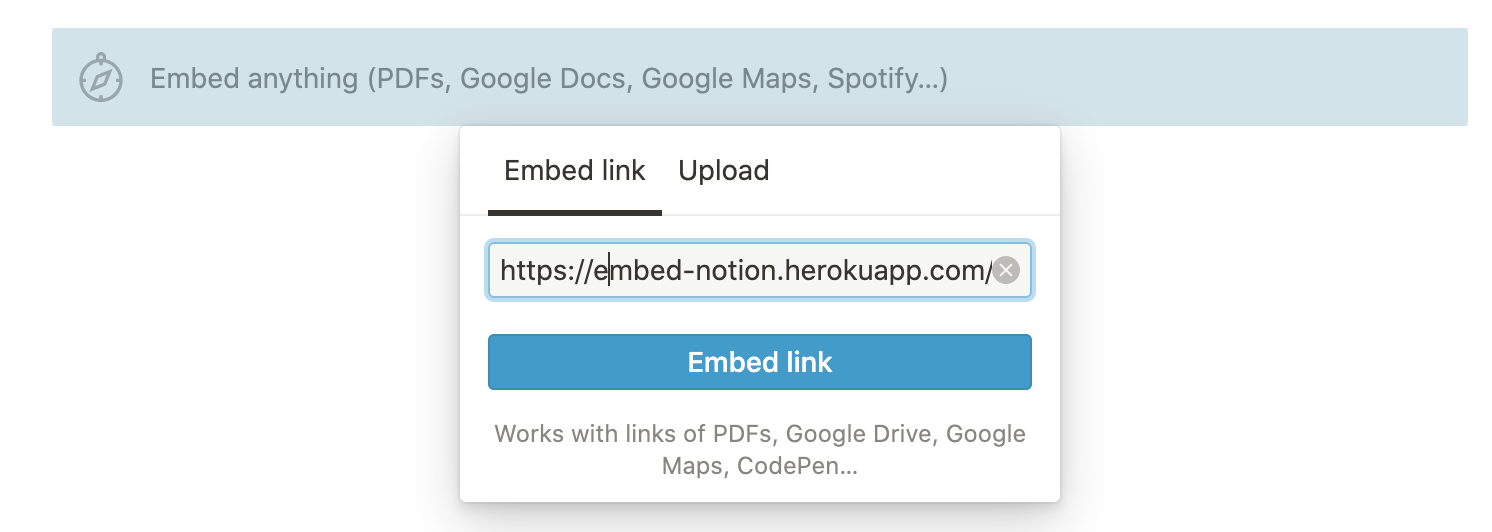 Embed anything (PDFs, Google Docs, Google Maps, Spotify...)
Embed link Upload
https://embed-notion.herokuapp.com/
Embed link
Works with links of PDFs, Google Drive, Google
Maps, CodePen...